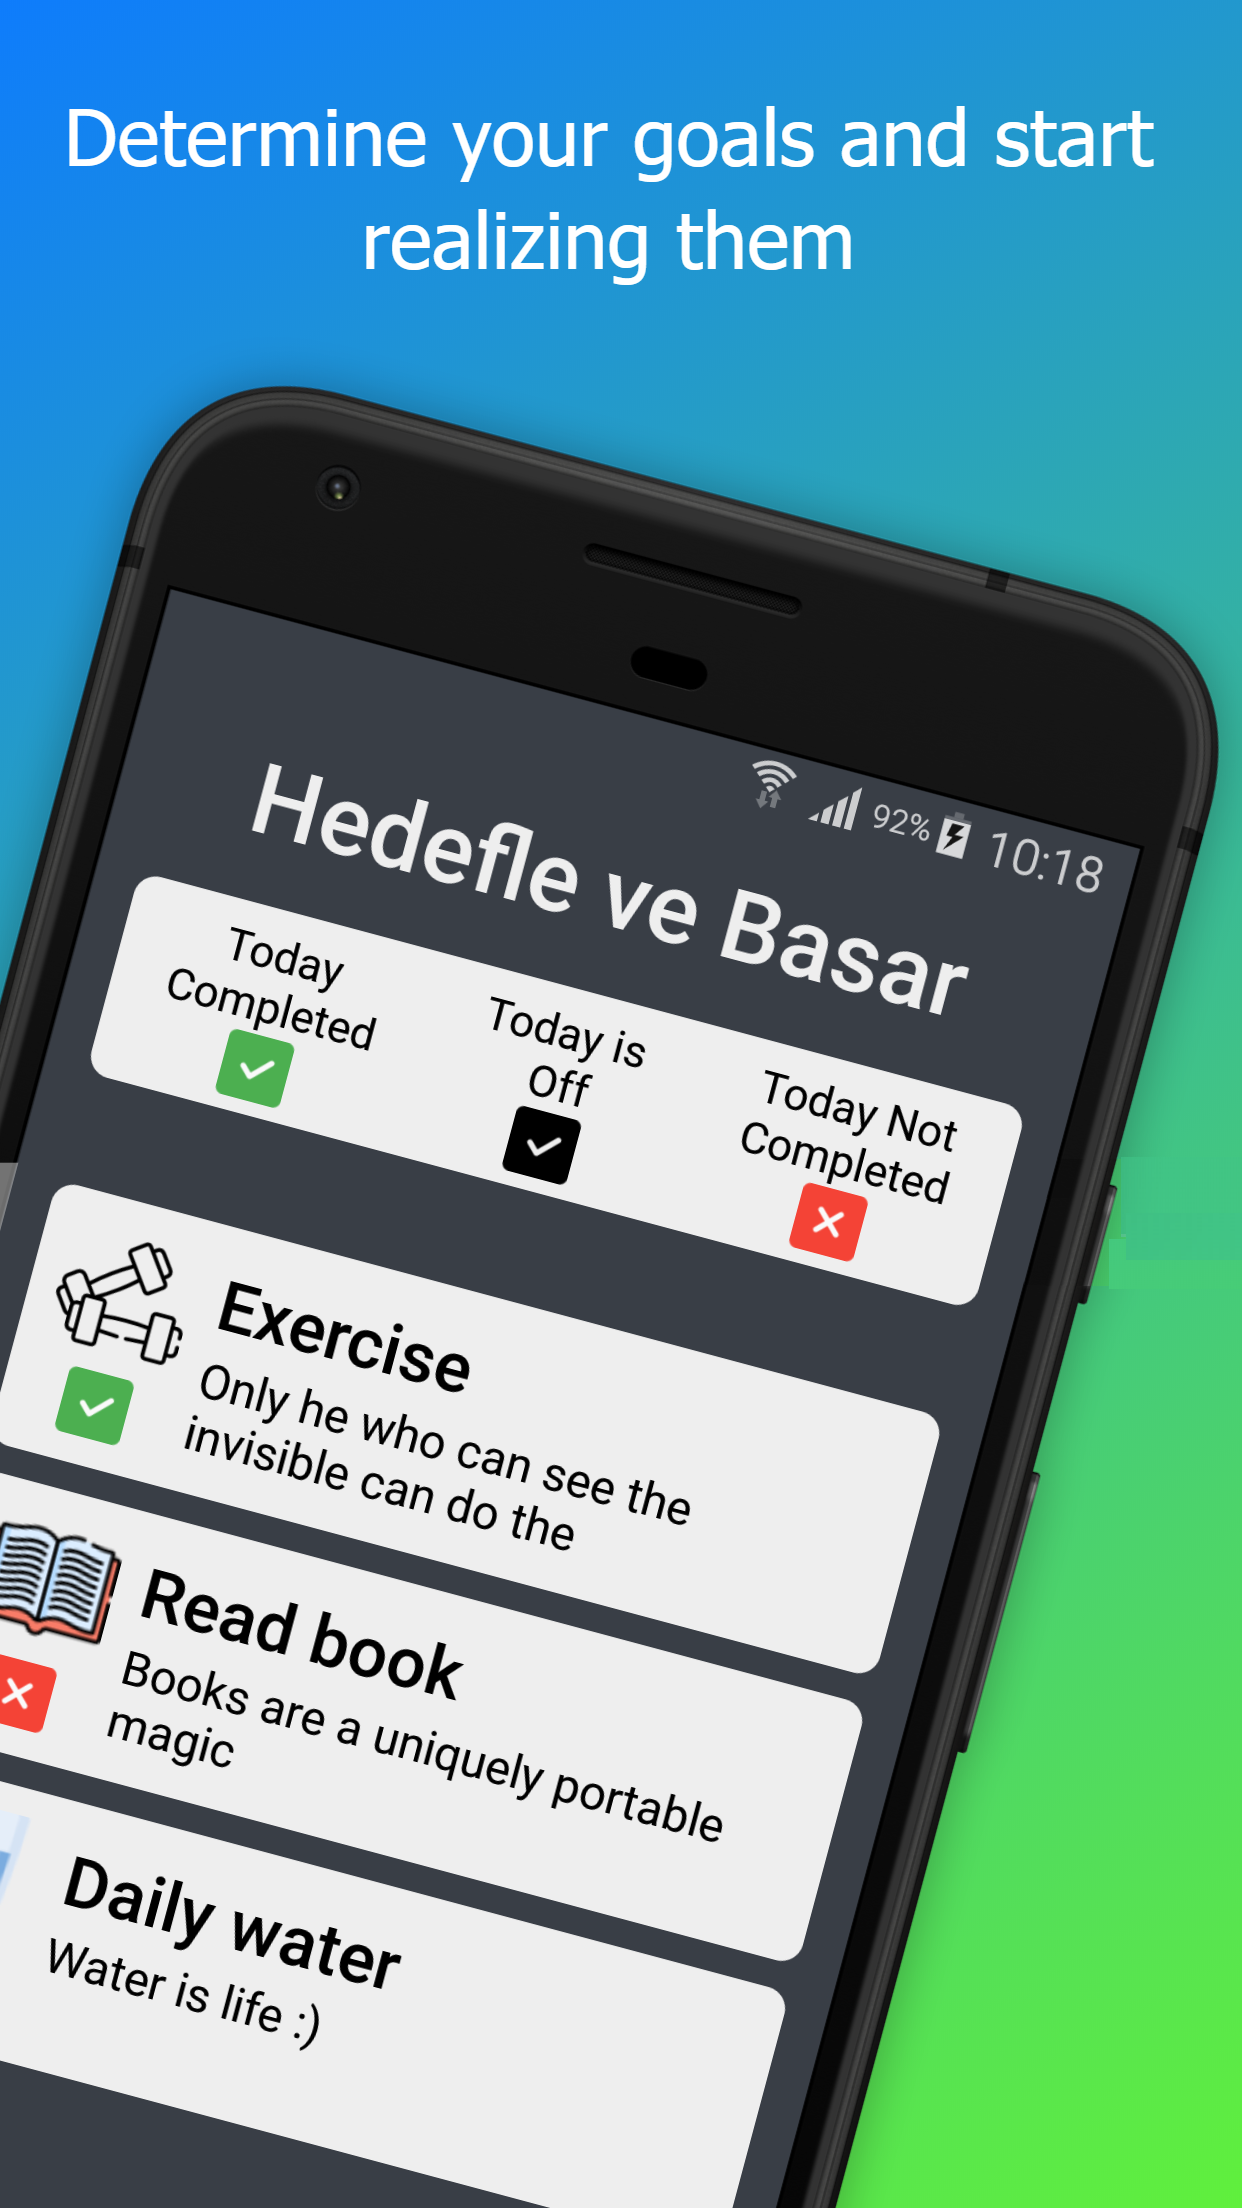 Determine your goals and start
realizing them
92% 10:18
Hedefle ve Basar
Today
Completed
Today is
Off
Today Not
Completed
Exercise
Only he who can see the
invisible can do the
Read book
Books are a uniquely portable
magic
Daily water
Water is life :)